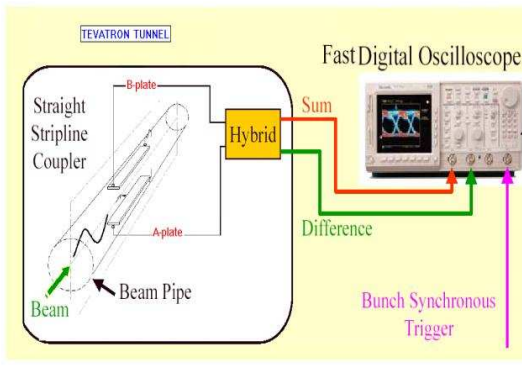 TEVATRON TUNNEL
Fast Digital Oscilloscope
B-plate
Straight
Stripline
Coupler
Sum
Hybrid
A-plate
Difference
Beam Pipe
Beam
Bunch Synchronous
Trigger